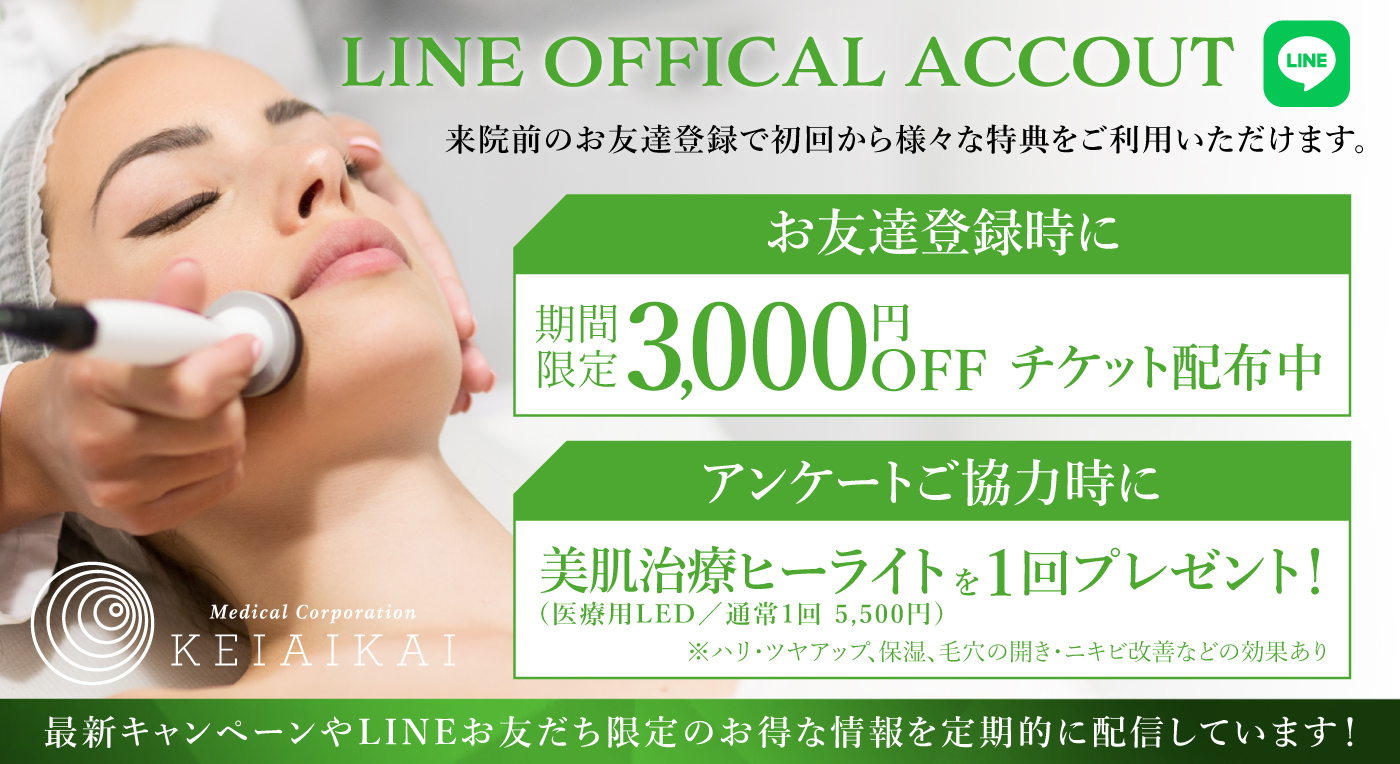 LINE OFFICAL ACCOUT
LINE
来院前のお友達登録で初回から様々な特典をご利用いただけます。
お友達登録時に
期間限定 3,000円OFF チケット配布中
アンケートご協力時に
美肌治療ヒーライトを1回プレゼント!
(医療用LED/通常1回 5,500円)
※ハリ・ツヤアップ、保湿、毛穴の開き・ニキビ改善などの効果あり
Medical Corporation
KEIAIKAI
最新キャンペーンやLINEお友だち限定のお得な情報を定期的に配信しています!